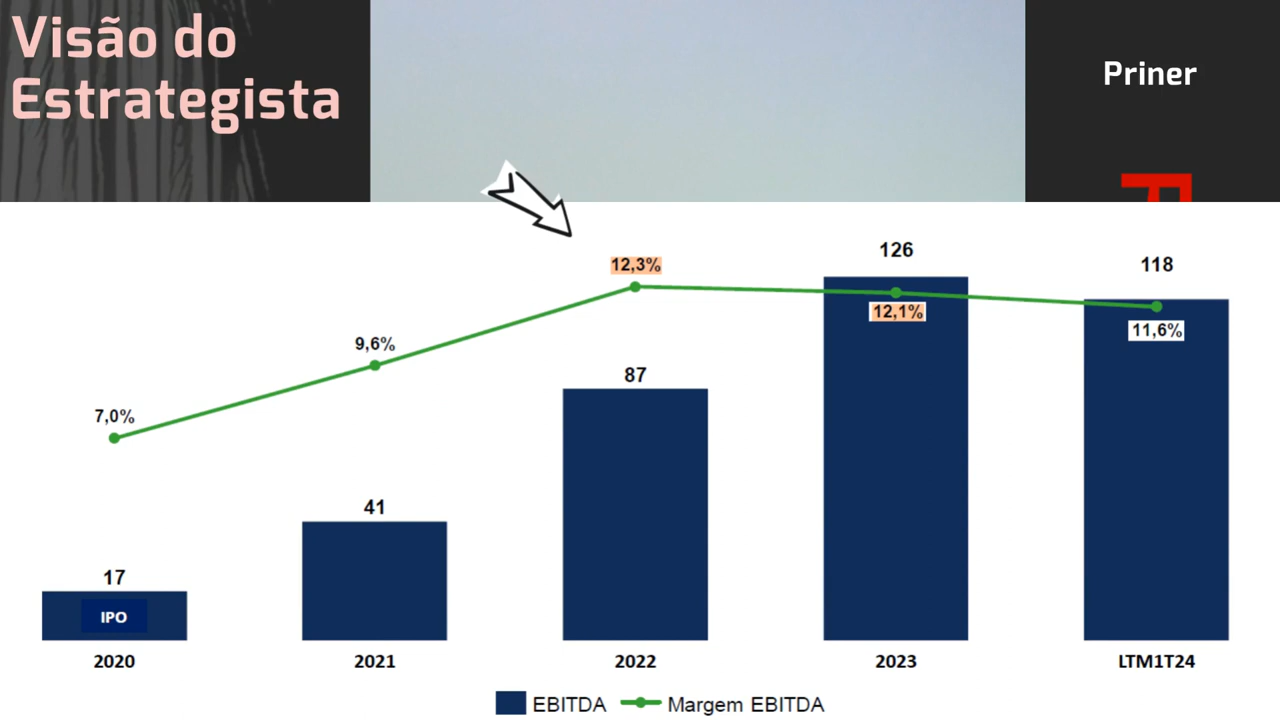 Visão do
Estrategista
Priner
12,3%
126
118
12,1%
11,6%
9,6%
87
7,0%
41
17
IPO
2020
2021
2022
2023
LTM1T24
EBITDA
Margem EBITDA